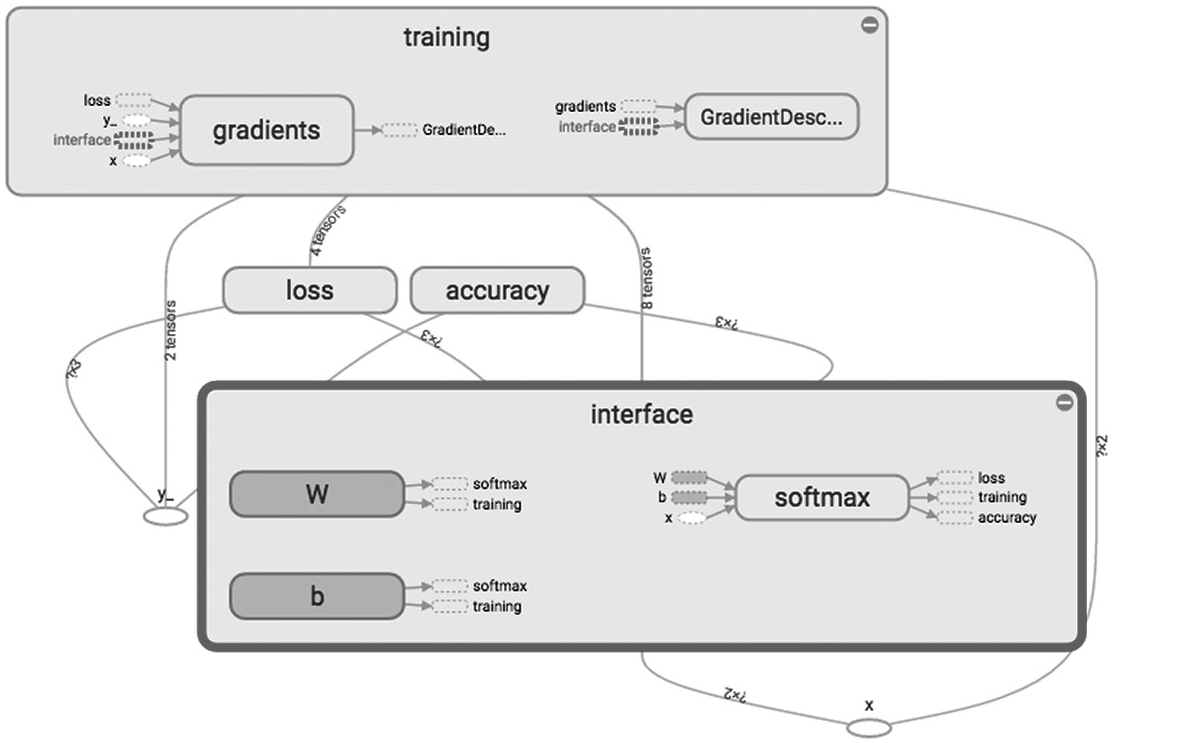 training
loss
y_
interface
x
gradients
GradientDe...
gradients
interface
GradientDesc...
4 tensors
2 tensors
8 tensors
loss
accuracy
?×3
?×3
?×3
?×2
interface
W
softmax
training
b
softmax
training
W
b
x
softmax
loss
training
accuracy
y_
?×2
x